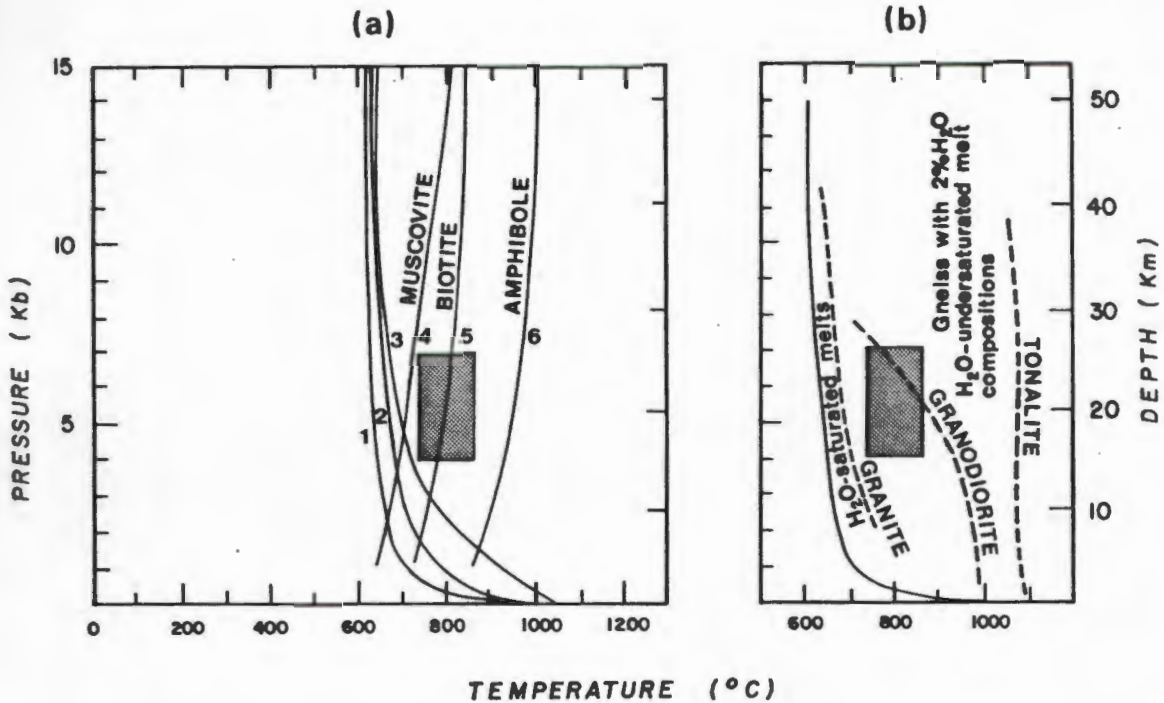 (a)
(b)
15
10
5
PRESSURE (Kb)
MUSCOVITE
BIOTITE
AMPHIBOLE
1
2
3
4
5
6
0
200
400
600
800
1000
1200
H2O-saturated melts
GRANITE
GRANODIORITE
Gneiss with 2%H2O
H2O-undersaturated melt
compositions
TONALITE
50
40
30
20
10
DEPTH (Km)
600
800
1000
TEMPERATURE (°C)